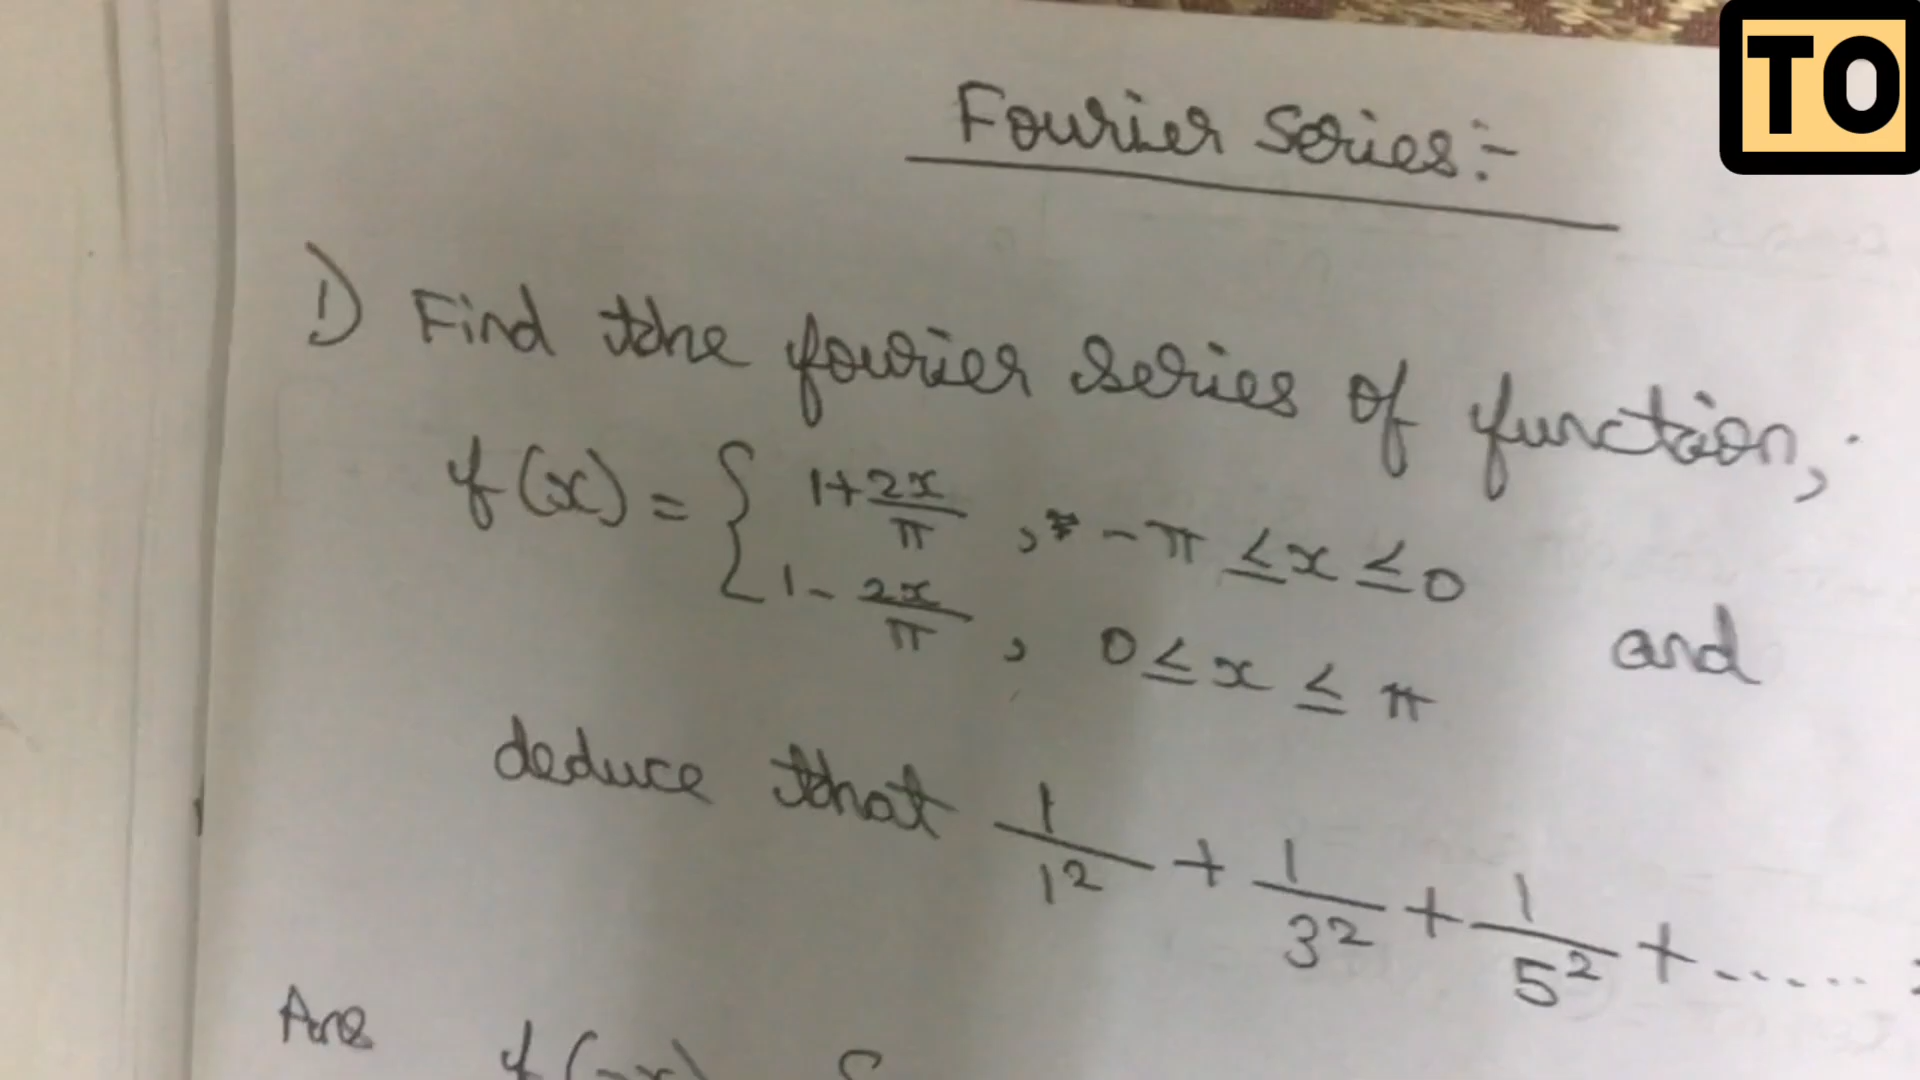 TO
Fourier Series:-
1) Find the fourier series of function,
f(x) = { 1+2x/π , -π ≤ x ≤ 0
1- 2x/π , 0 ≤ x ≤ π and
deduce that 1/1² + 1/3² + 1/5² + ......
Ans f(-x)